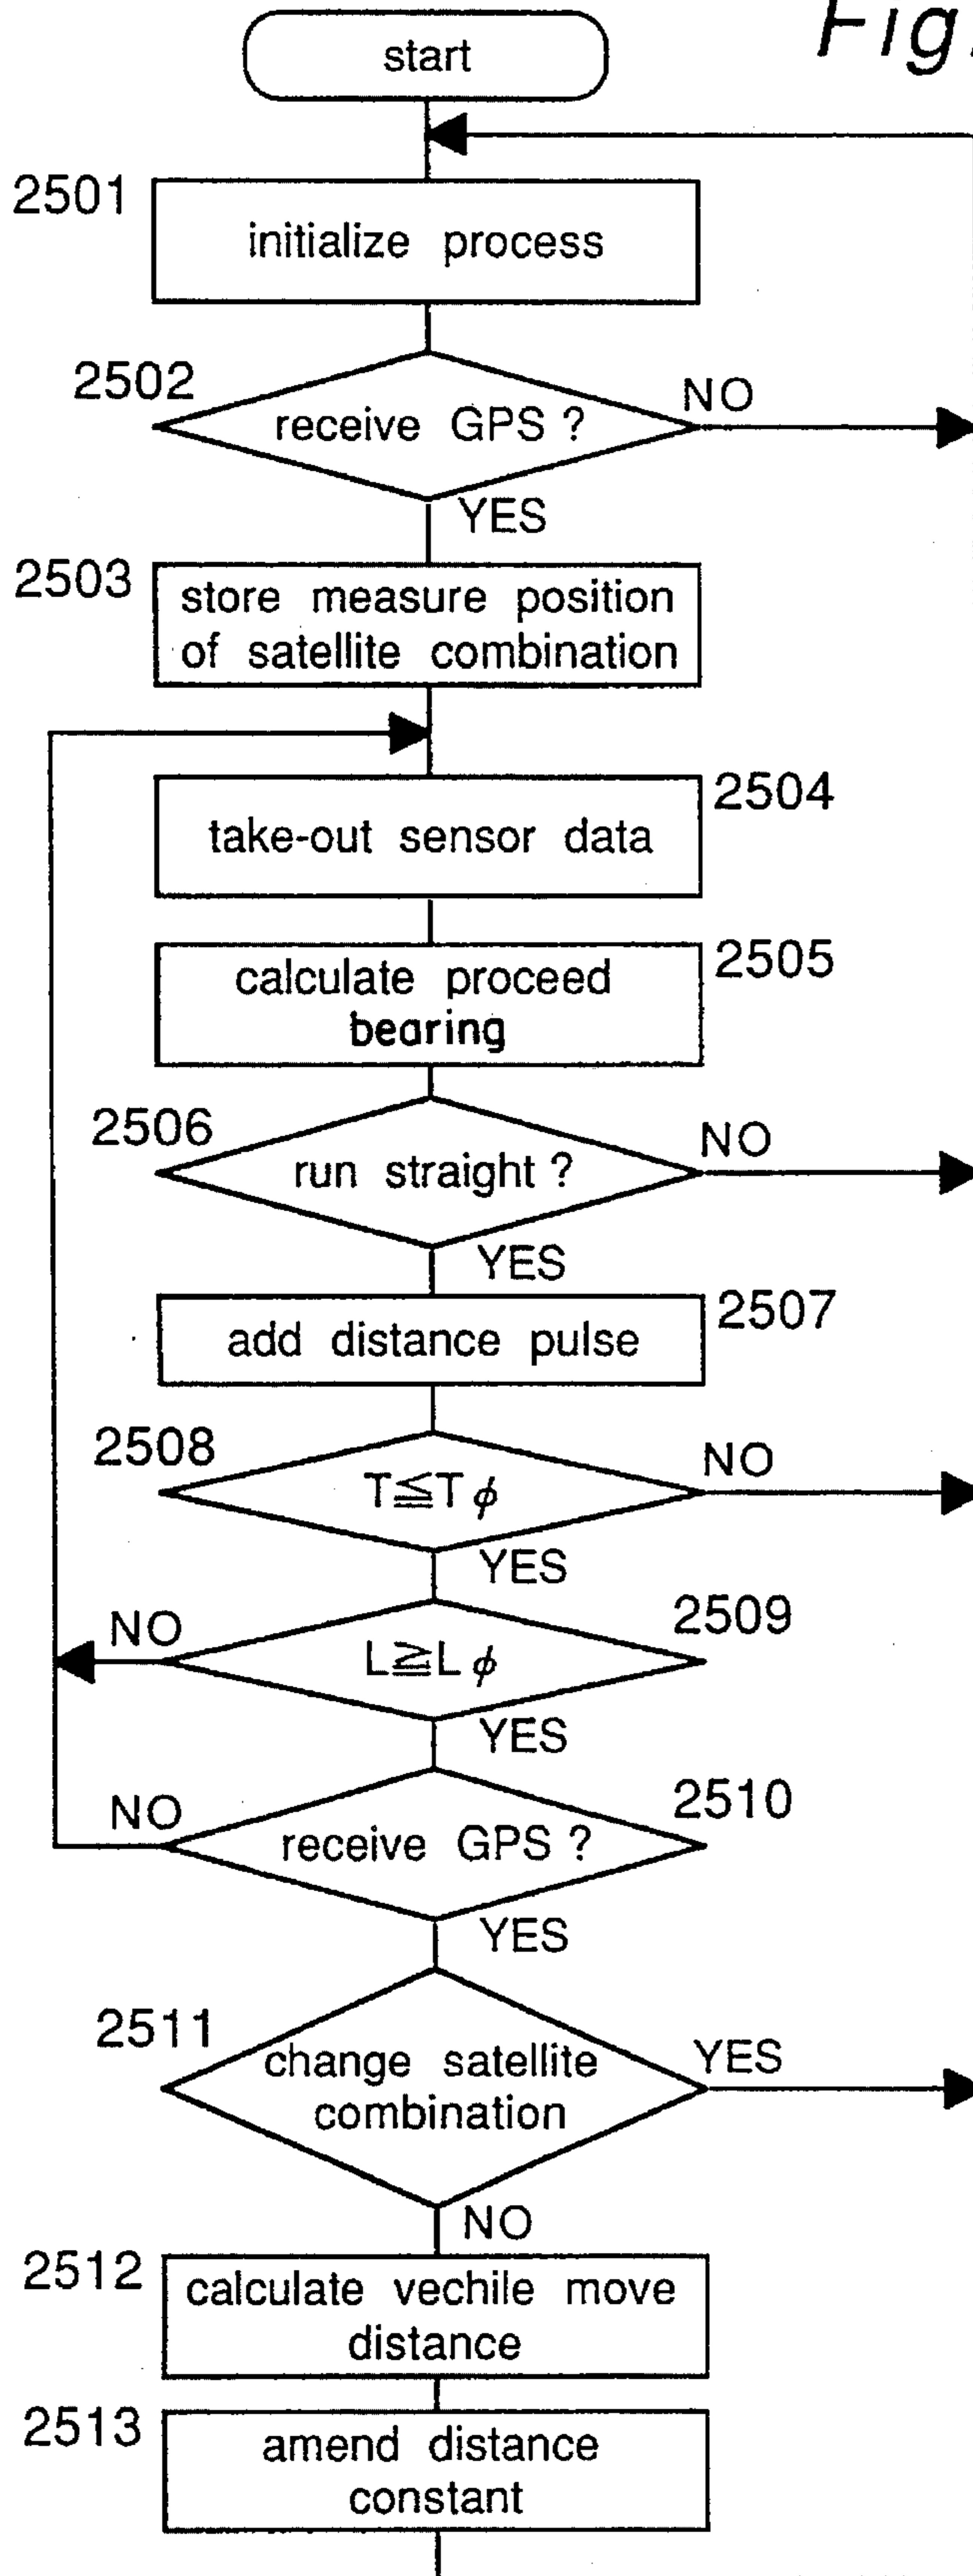 Fig.
start
2501
initialize process
2502
receive GPS ?
NO
YES
2503
store measure position
of satellite combination
2504
take-out sensor data
2505
calculate proceed
bearing
2506
run straight ?
NO
YES
2507
add distance pulse
2508
T≦Tϕ
NO
YES
2509
L≧Lϕ
NO
YES
2510
receive GPS ?
NO
YES
2511
change satellite
combination
YES
NO
2512
calculate vechile move
distance
2513
amend distance
constant